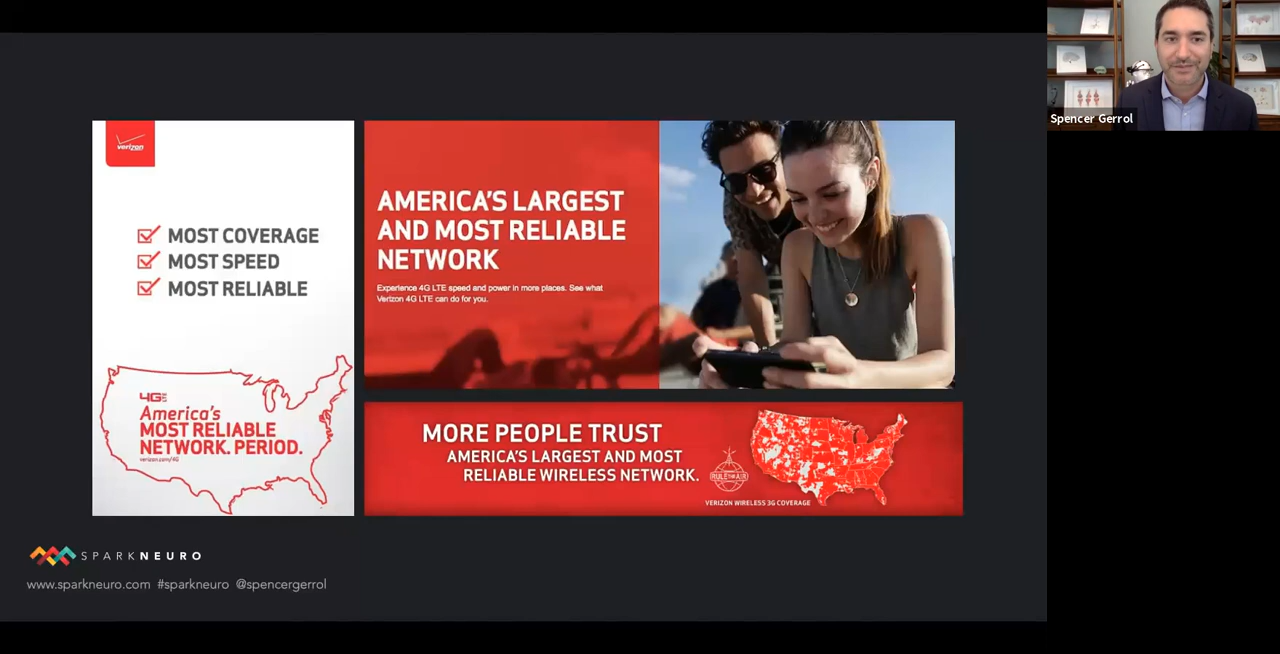 verizon
MOST COVERAGE
MOST SPEED
MOST RELIABLE
4G LTE
America's
MOST RELIABLE
NETWORK. PERIOD.
verizon.com/4G
AMERICA'S LARGEST
AND MOST RELIABLE
NETWORK
Experience 4G LTE speed and power in more places. See what
Verizon 4G LTE can do for you.
MORE PEOPLE TRUST
AMERICA'S LARGEST AND MOST
RELIABLE WIRELESS NETWORK.
RULE THE AIR
VERIZON WIRELESS 3G COVERAGE
SPARKNEURO
www.sparkneuro.com #sparkneuro @spencergerrol
Spencer Gerrol